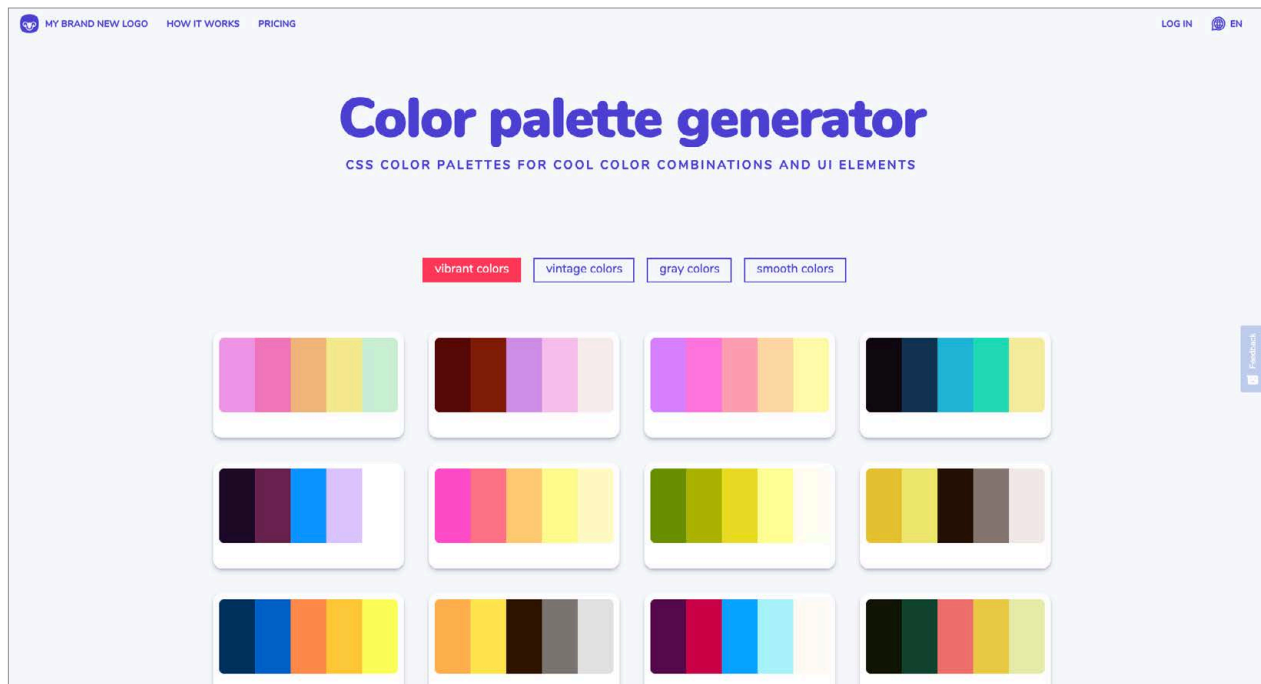 MY BRAND NEW LOGO HOW IT WORKS PRICING LOG IN EN
Color palette generator
CSS COLOR PALETTES FOR COOL COLOR COMBINATIONS AND UI ELEMENTS
vibrant colors vintage colors gray colors smooth colors
Feedback